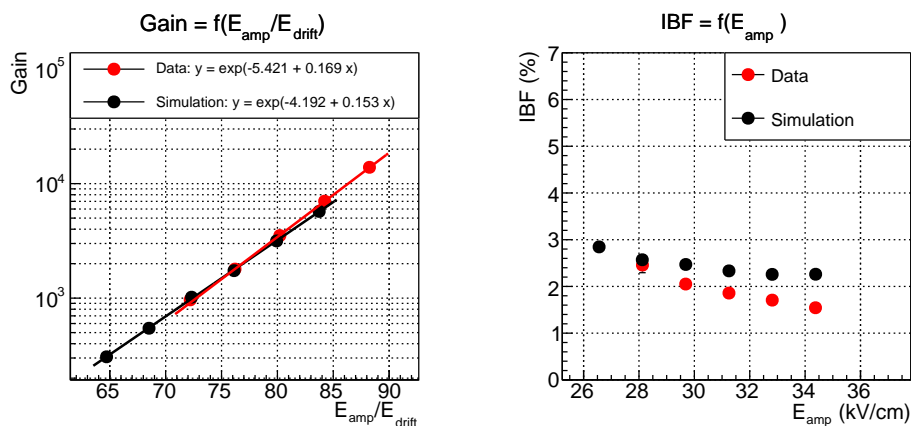 Gain = f(E_amp/E_drift)
Gain
10^5
10^4
10^3
Data: y = exp(-5.421 + 0.169 x)
Simulation: y = exp(-4.192 + 0.153 x)
65 70 75 80 85 90
E_amp/E_drift
IBF = f(E_amp)
IBF (%)
7
6
5
4
3
2
1
0
Data
Simulation
26 28 30 32 34 36
E_amp (kV/cm)